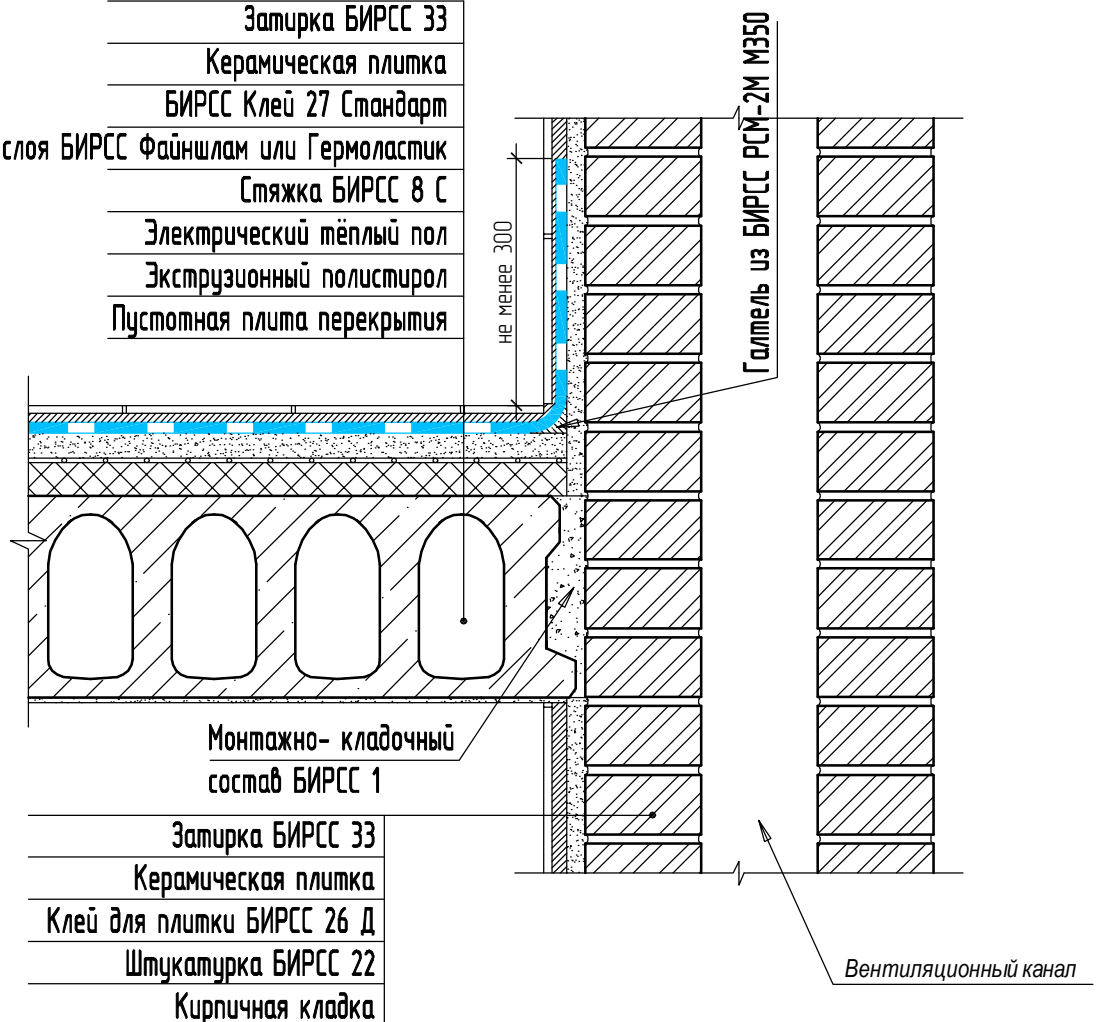 Затирка БИРСС 33
Керамическая плитка
БИРСС Клей 27 Стандарт
слоя БИРСС Файншлам или Гермоластик
Стяжка БИРСС 8 С
Электрический тёплый пол
Экструзионный полистирол
Пустотная плита перекрытия
не менее 300
Галтель из БИРСС РСМ-2М М350
Монтажно- кладочный
состав БИРСС 1
Затирка БИРСС 33
Керамическая плитка
Клей для плитки БИРСС 26 Д
Штукатурка БИРСС 22
Кирпичная кладка
Вентиляционный канал